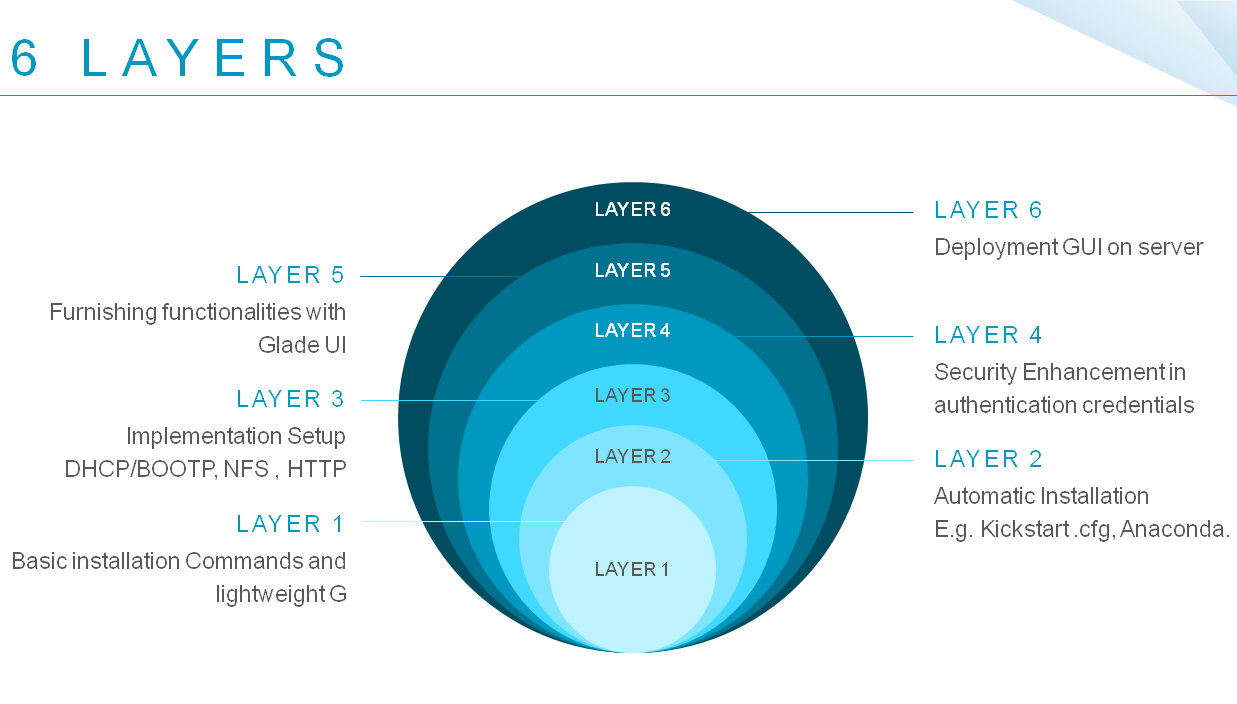 6 LAYERS
LAYER 6
LAYER 5
LAYER 4
LAYER 3
LAYER 2
LAYER 1
LAYER 5
Furnishing functionalities with
Glade UI
LAYER 3
Implementation Setup
DHCP/BOOTP, NFS , HTTP
LAYER 1
Basic installation Commands and
lightweight G
LAYER 6
Deployment GUI on server
LAYER 4
Security Enhancement in
authentication credentials
LAYER 2
Automatic Installation
E.g. Kickstart .cfg, Anaconda.